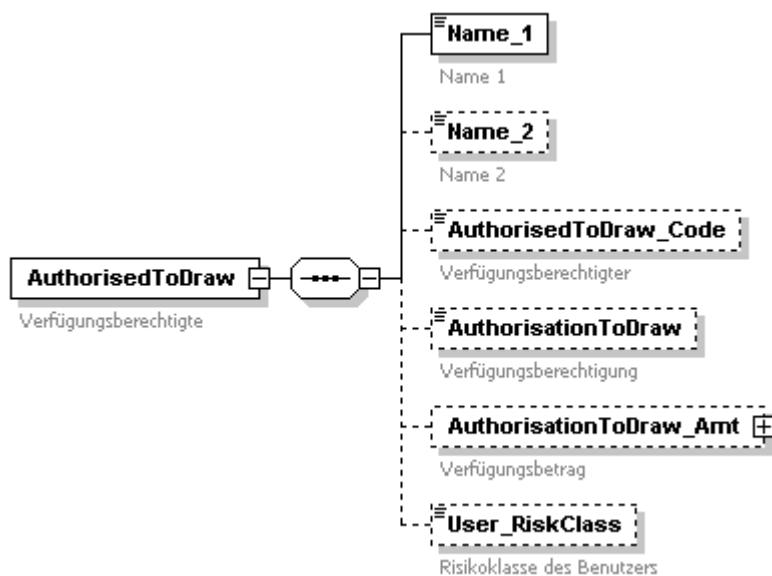 Name_1
Name 1
Name_2
Name 2
AuthorisedToDraw_Code
Verfügungsberechtigter
AuthorisedToDraw
Verfügungsberechtigte
AuthorisationToDraw
Verfügungsberechtigung
AuthorisationToDraw_Amt
Verfügungsbetrag
User_RiskClass
Risikoklasse des Benutzers